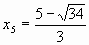 x₅ = (5 − √34) / 3